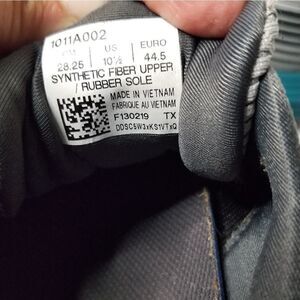 1011A002
CM US EURO
28.25 10½ 44.5
SYNTHETIC FIBER UPPER
/ RUBBER SOLE
MADE IN VIETNAM
FABRIQUE AU VIETNAM
F130219 TX